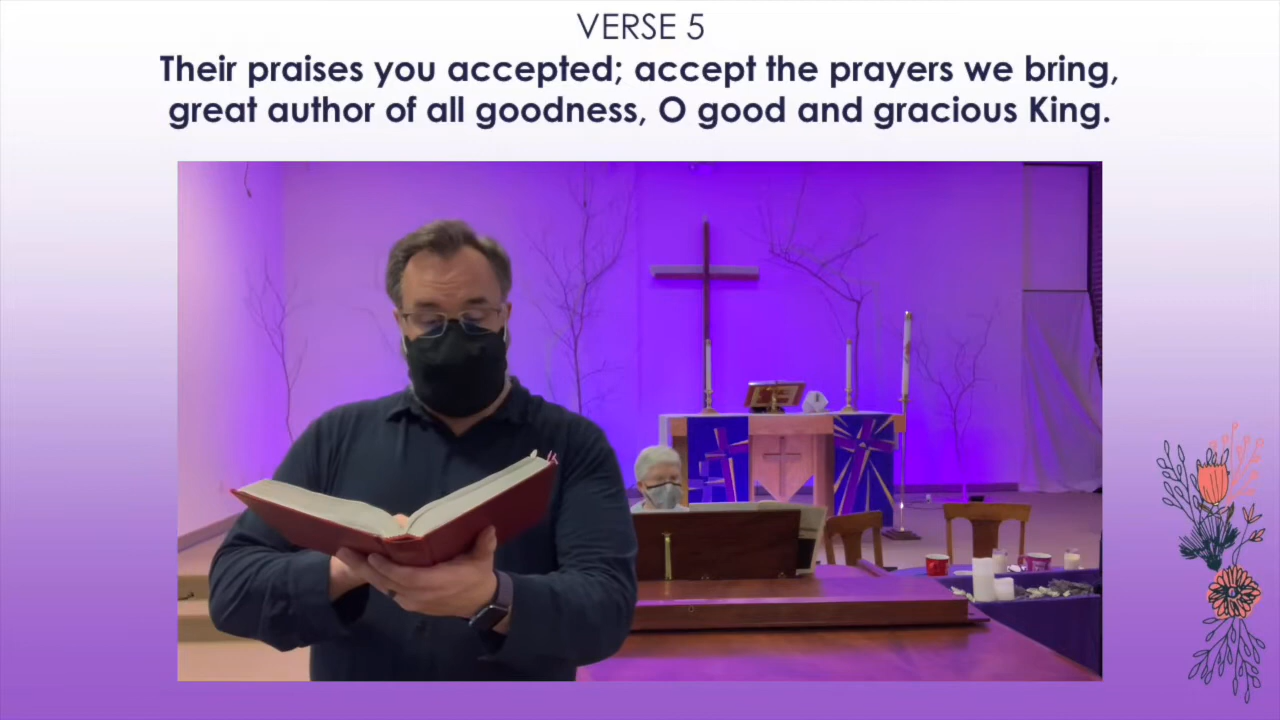 VERSE 5
Their praises you accepted; accept the prayers we bring,
great author of all goodness, O good and gracious King.